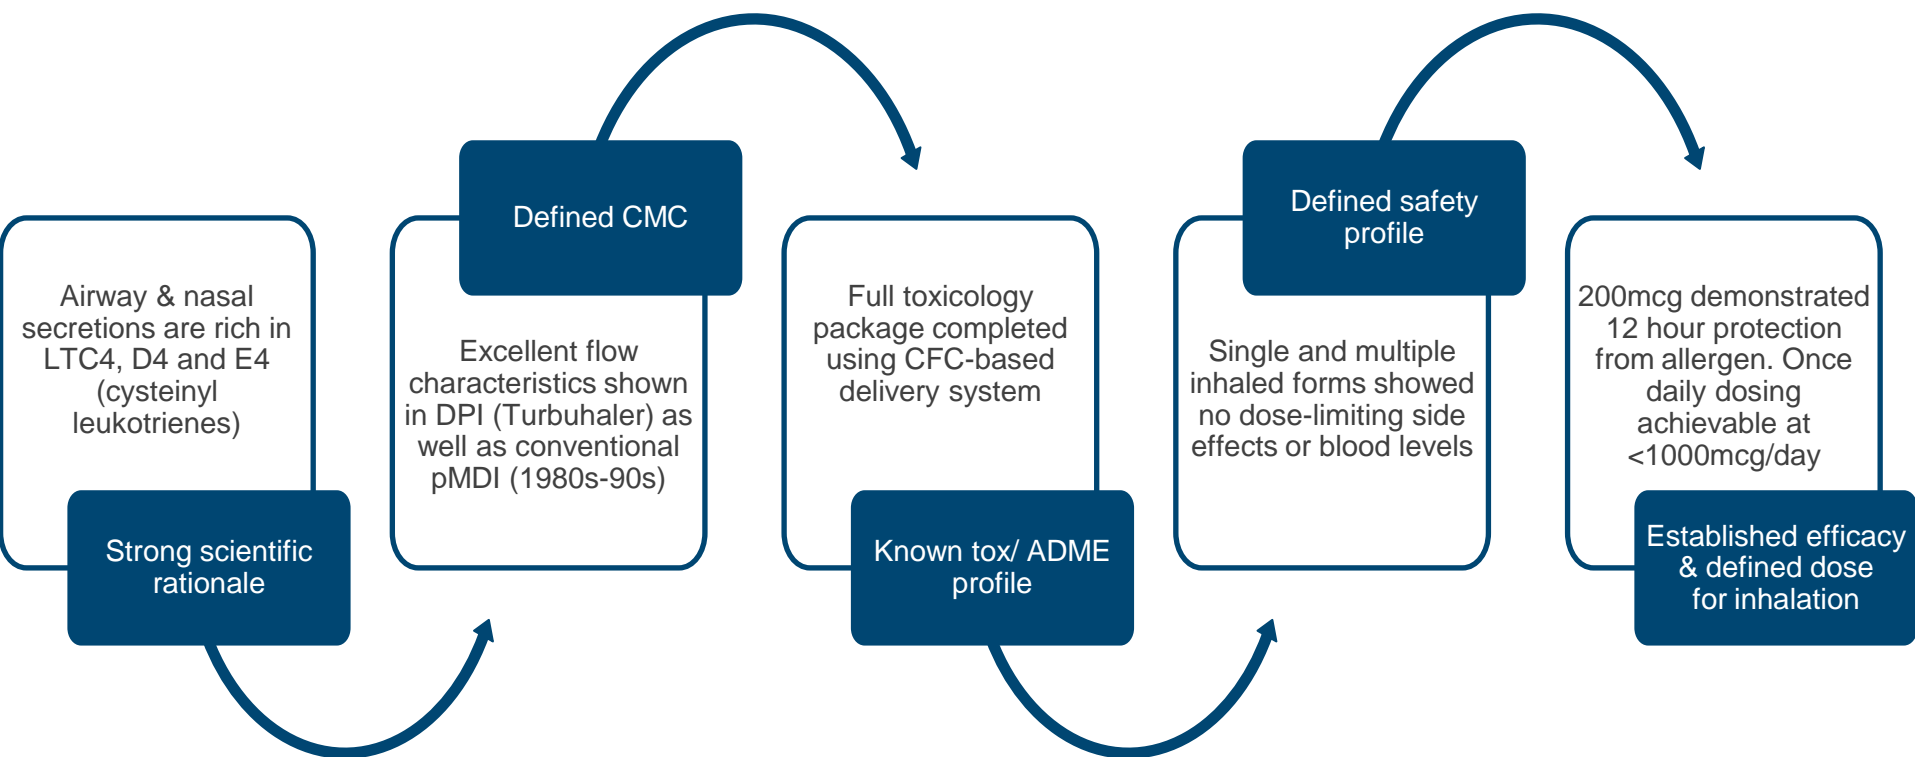 Airway & nasal
secretions are rich in
LTC4, D4 and E4
(cysteinyl
leukotrienes)
Strong scientific
rationale
Defined CMC
Excellent flow
characteristics shown
in DPI (Turbuhaler) as
well as conventional
pMDI (1980s-90s)
Full toxicology
package completed
using CFC-based
delivery system
Known tox/ ADME
profile
Defined safety
profile
Single and multiple
inhaled forms showed
no dose-limiting side
effects or blood levels
200mcg demonstrated
12 hour protection
from allergen. Once
daily dosing
achievable at
<1000mcg/day
Established efficacy
& defined dose
for inhalation